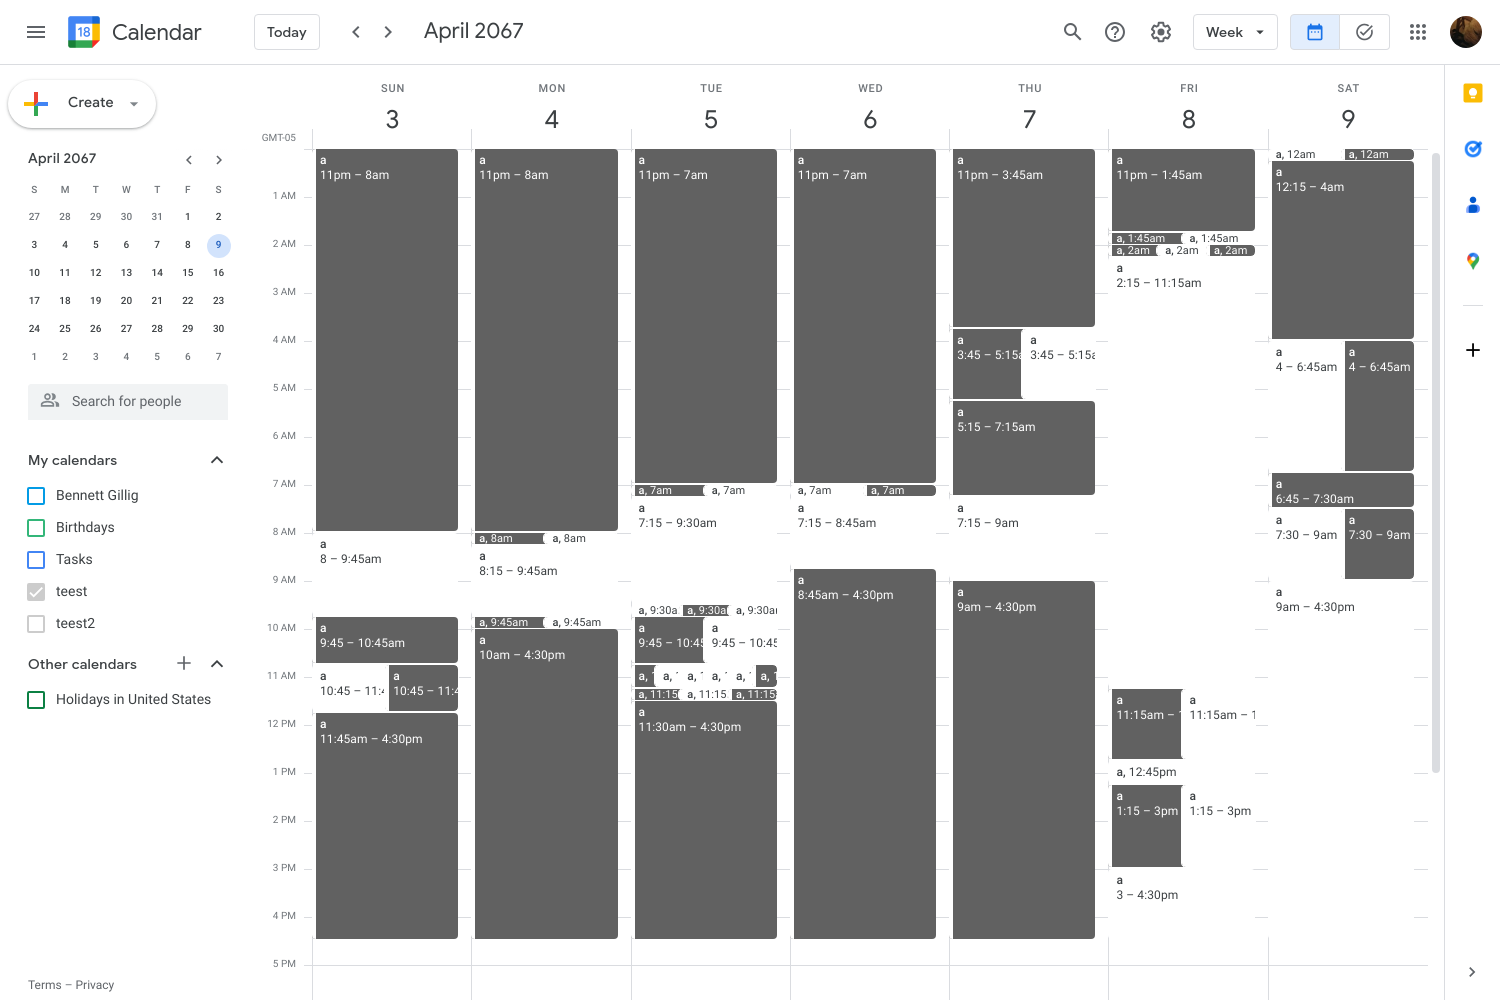 18 Calendar
Today
April 2067
Week
Create
April 2067
S M T W T F S
27 28 29 30 31 1 2
3 4 5 6 7 8 9
10 11 12 13 14 15 16
17 18 19 20 21 22 23
24 25 26 27 28 29 30
1 2 3 4 5 6 7
Search for people
My calendars
Bennett Gillig
Birthdays
Tasks
teest
teest2
Other calendars
Holidays in United States
Terms – Privacy
SUN MON TUE WED THU FRI SAT
3 4 5 6 7 8 9
GMT-05
1 AM
2 AM
3 AM
4 AM
5 AM
6 AM
7 AM
8 AM
9 AM
10 AM
11 AM
12 PM
1 PM
2 PM
3 PM
4 PM
5 PM
a
11pm – 8am
a
8 – 9:45am
a
9:45 – 10:45am
a
10:45 – 11:4
a
10:45 – 11:4
a
11:45am – 4:30pm
a
11pm – 8am
a, 8am
a, 8am
a
8:15 – 9:45am
a, 9:45am
a, 9:45am
a
10am – 4:30pm
a
11pm – 7am
a, 7am
a, 7am
a
7:15 – 9:30am
a, 9:30a
a, 9:30a
a, 9:30a
a
9:45 – 10:45
a
9:45 – 10:45
a, 1
a, 1
a, 1
a, 1
a, 1
a, 1
a, 11:15
a, 11:15
a, 11:15
a
11:30am – 4:30pm
a
11pm – 7am
a, 7am
a, 7am
a
7:15 – 8:45am
a
8:45am – 4:30pm
a
11pm – 3:45am
a
3:45 – 5:15a
a
3:45 – 5:15a
a
5:15 – 7:15am
a
7:15 – 9am
a
9am – 4:30pm
a
11pm – 1:45am
a, 1:45am
a, 1:45am
a, 2am
a, 2am
a, 2am
a
2:15 – 11:15am
a
11:15am – 1
a
11:15am – 1
a, 12:45pm
a
1:15 – 3pm
a
1:15 – 3pm
a
3 – 4:30pm
a, 12am
a, 12am
a
12:15 – 4am
a
4 – 6:45am
a
4 – 6:45am
a
6:45 – 7:30am
a
7:30 – 9am
a
7:30 – 9am
a
9am – 4:30pm